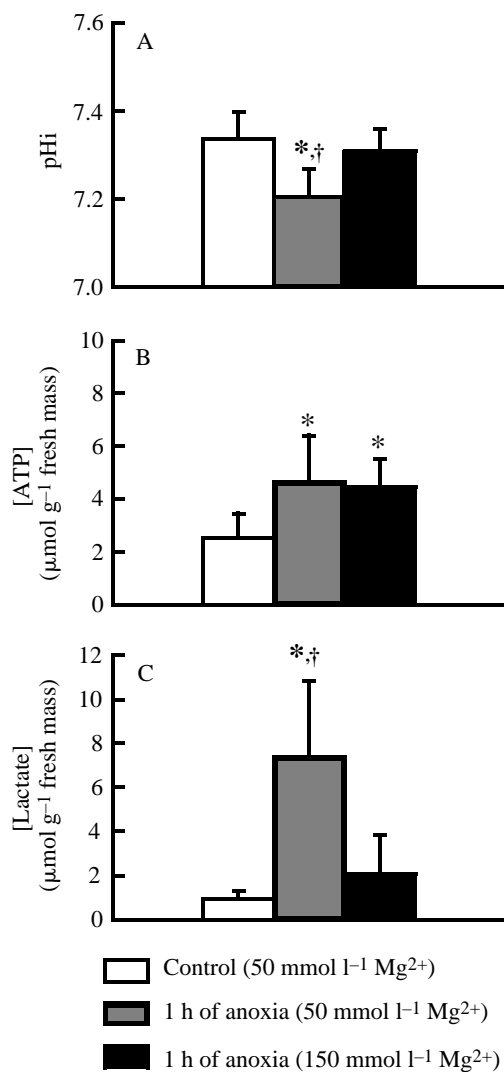 7.6
A
7.4
*,†
pHi
7.2
7.0
10
B
8
[ATP]
(μmol g–1 fresh mass)
6
*
*
4
2
0
12
*,†
C
10
[Lactate]
(μmol g–1 fresh mass)
8
6
4
2
0
Control (50 mmol l–1 Mg2+)
1 h of anoxia (50 mmol l–1 Mg2+)
1 h of anoxia (150 mmol l–1 Mg2+)